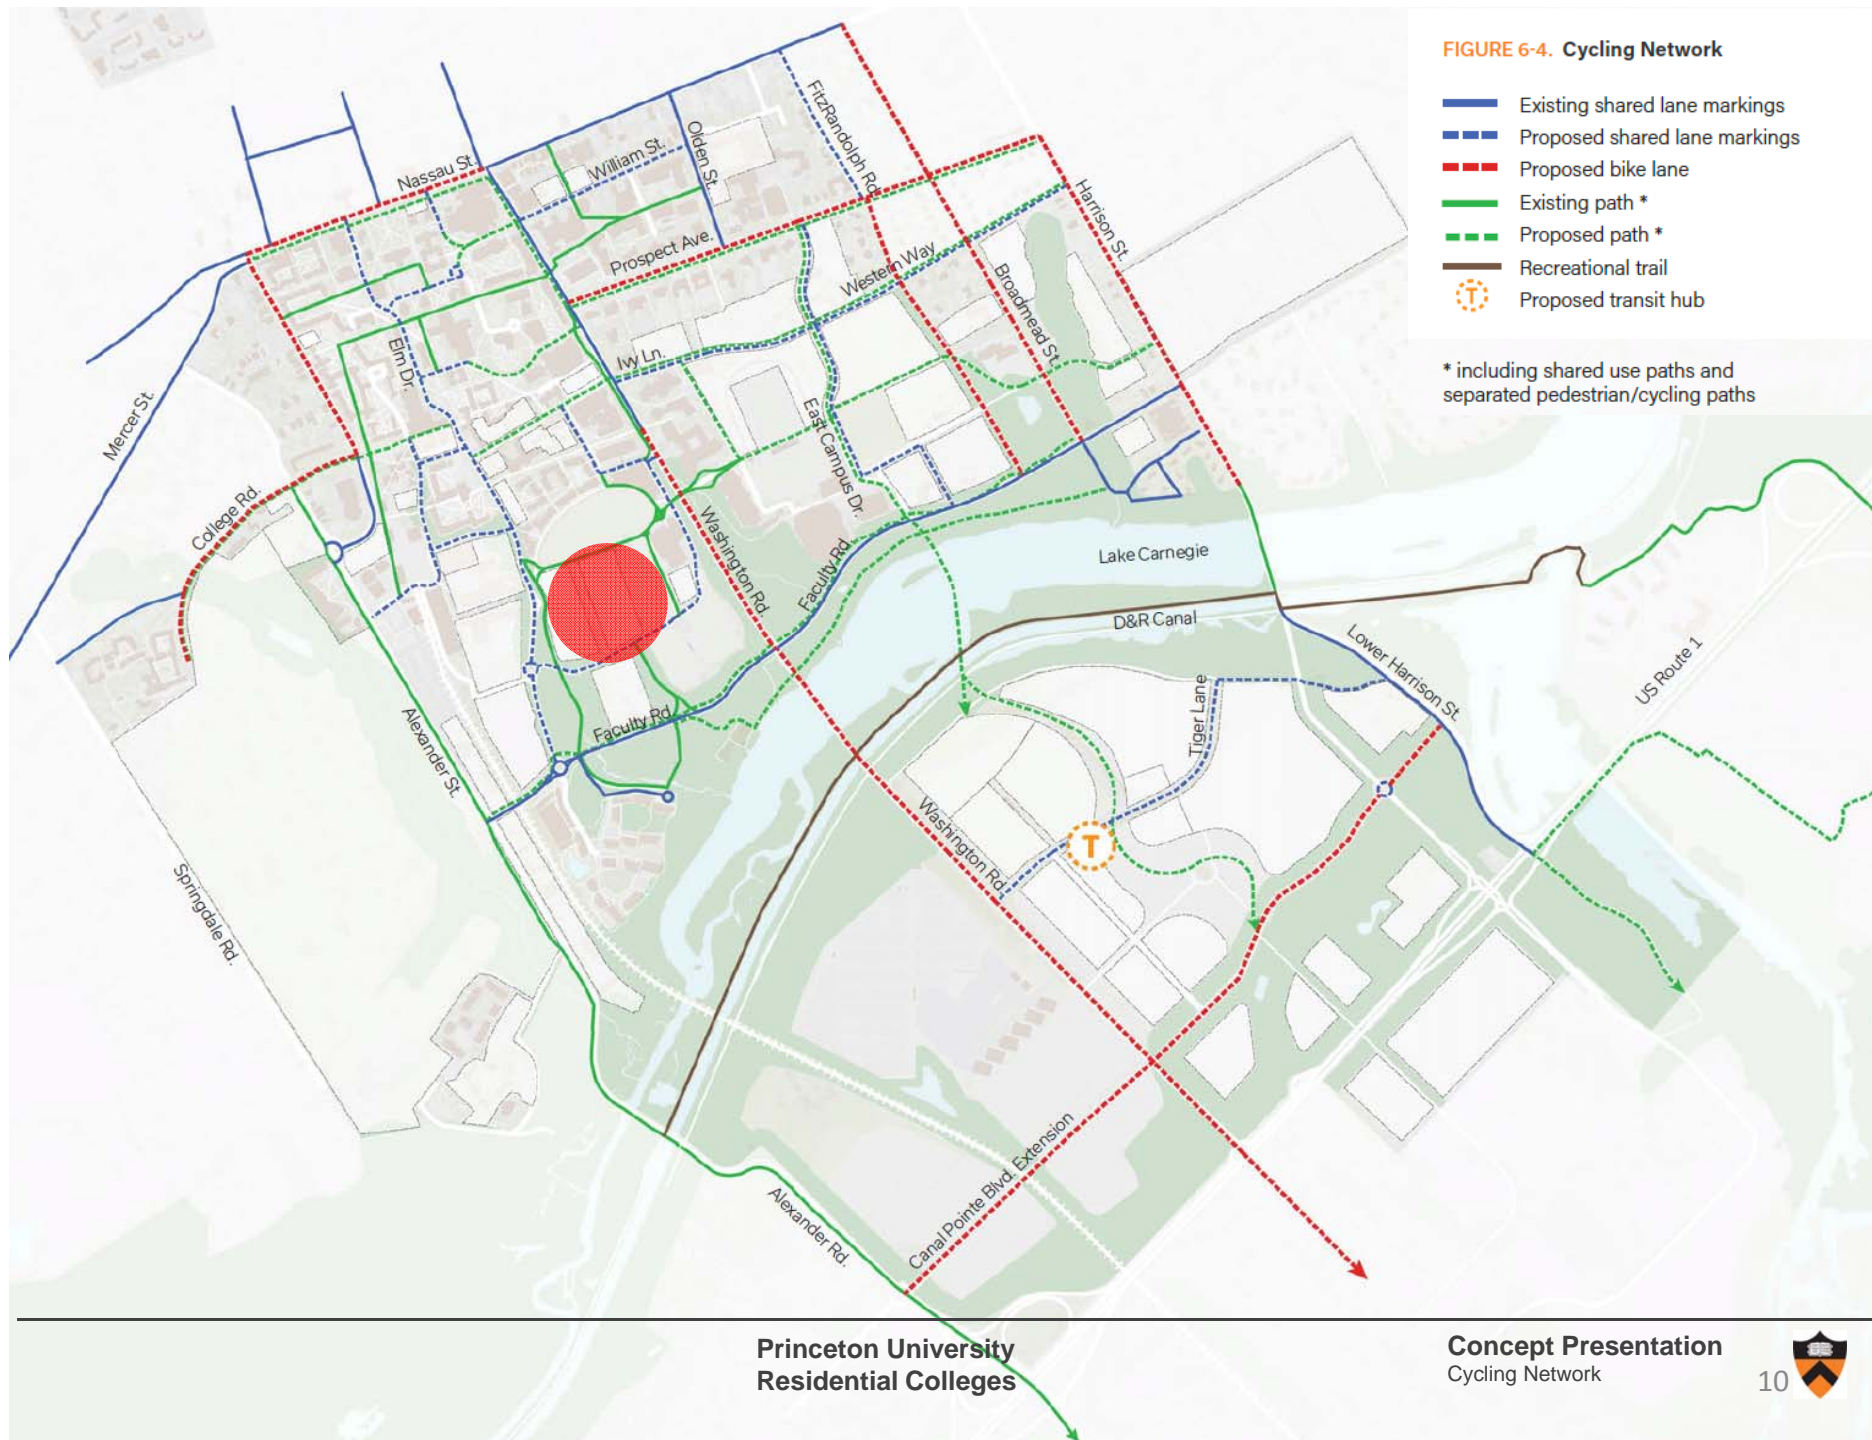 FIGURE 6-4. Cycling Network
Existing shared lane markings
Proposed shared lane markings
Proposed bike lane
Existing path *
Proposed path *
Recreational trail
T
Proposed transit hub
* including shared use paths and
separated pedestrian/cycling paths
Nassau St.
William St.
Olden St.
FitzRandolph Rd.
Harrison St.
Prospect Ave.
Western Way
Broadmead St.
Elm Dr.
Ivy Ln.
East Campus Dr.
Mercer St.
College Rd.
Washington Rd.
Faculty Rd.
Lake Carnegie
D&R Canal
Lower Harrison St.
US Route 1
Tiger Lane
Faculty Rd.
Alexander St.
Washington Rd.
T
Springdale Rd.
Canal Pointe Blvd. Extension
Alexander Rd.
Princeton University
Residential Colleges
Concept Presentation
Cycling Network
10